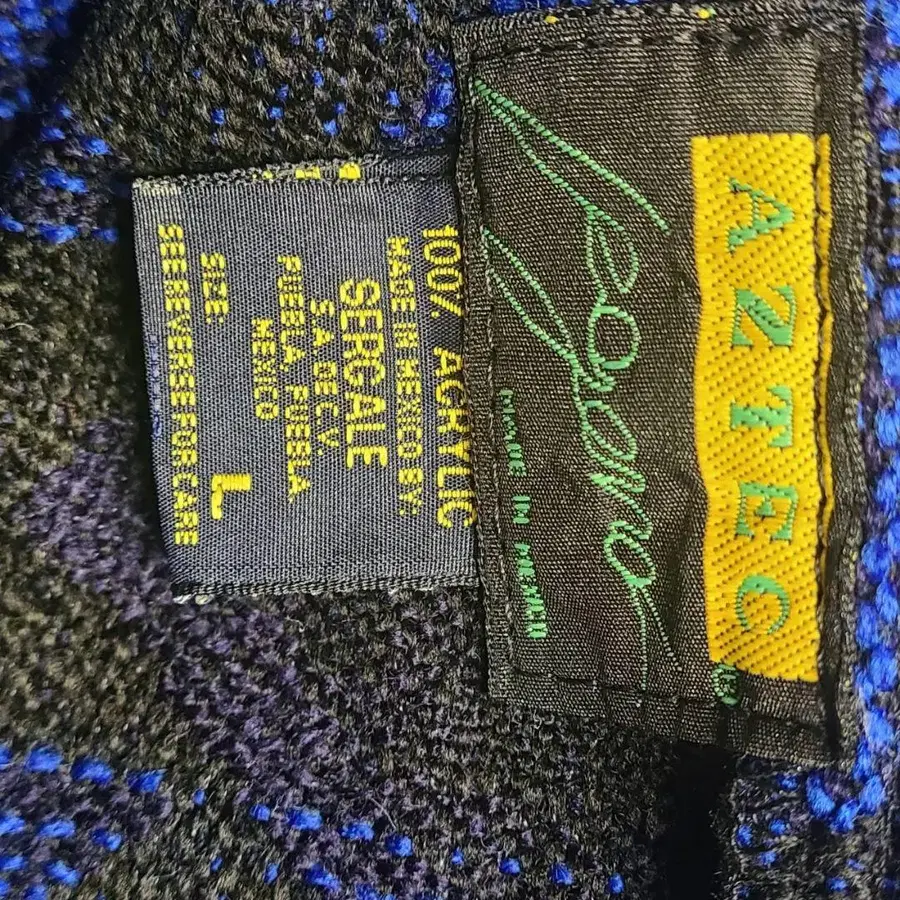 AZTEC
®
MADE IN MEXICO
100% ACRYLIC
MADE IN MEXICO BY:
SERCALE
S.A. DE C.V.
PUEBLA, PUEBLA
MEXICO
SIZE: L
SEE REVERSE FOR CARE